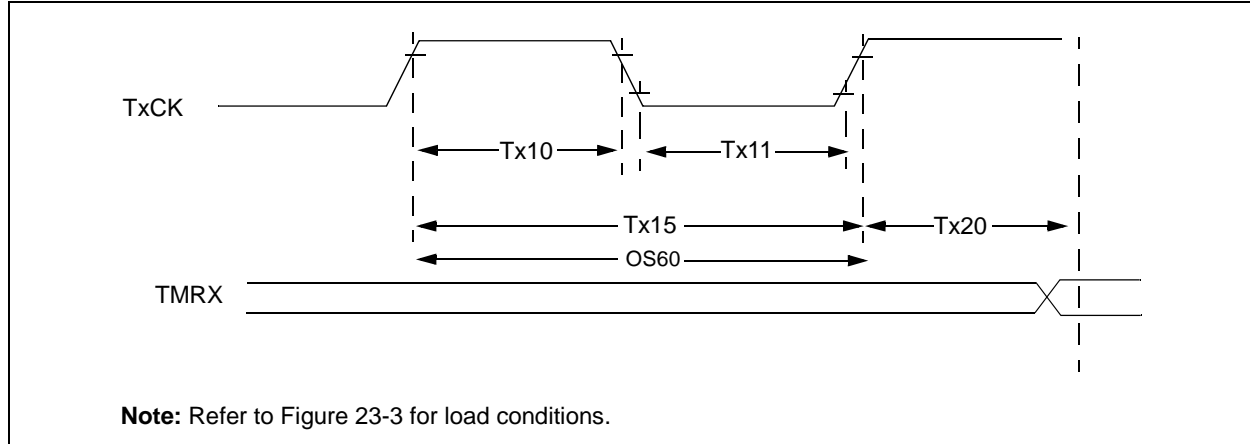 TxCK
Tx10
Tx11
Tx15
Tx20
OS60
TMRX
Note: Refer to Figure 23-3 for load conditions.